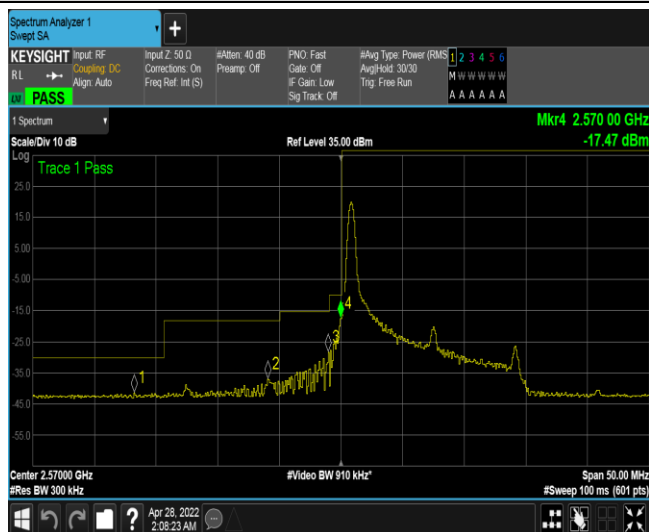 Spectrum Analyzer 1
Swept SA
+
KEYSIGHT
RL
PASS
Input: RF
Coupling: DC
Align: Auto
Input Z: 50 Ω
Corrections: On
Freq Ref: Int (S)
#Atten: 40 dB
Preamp: Off
PNO: Fast
Gate: Off
IF Gain: Low
Sig Track: Off
#Avg Type: Power (RMS
Avg|Hold: 30/30
Trig: Free Run
1 2 3 4 5 6
M W W W W W
A A A A A A
1 Spectrum
Mkr4 2.570 00 GHz
Scale/Div 10 dB
Ref Level 35.00 dBm
-17.47 dBm
Log
Trace 1 Pass
25.0
15.0
5.00
-5.00
-15.0
-25.0
-35.0
-45.0
-55.0
1
2
3
4
Center 2.57000 GHz
#Video BW 910 kHz*
Span 50.00 MHz
#Res BW 300 kHz
#Sweep 100 ms (601 pts)
?
Apr 28, 2022
2:08:23 AM